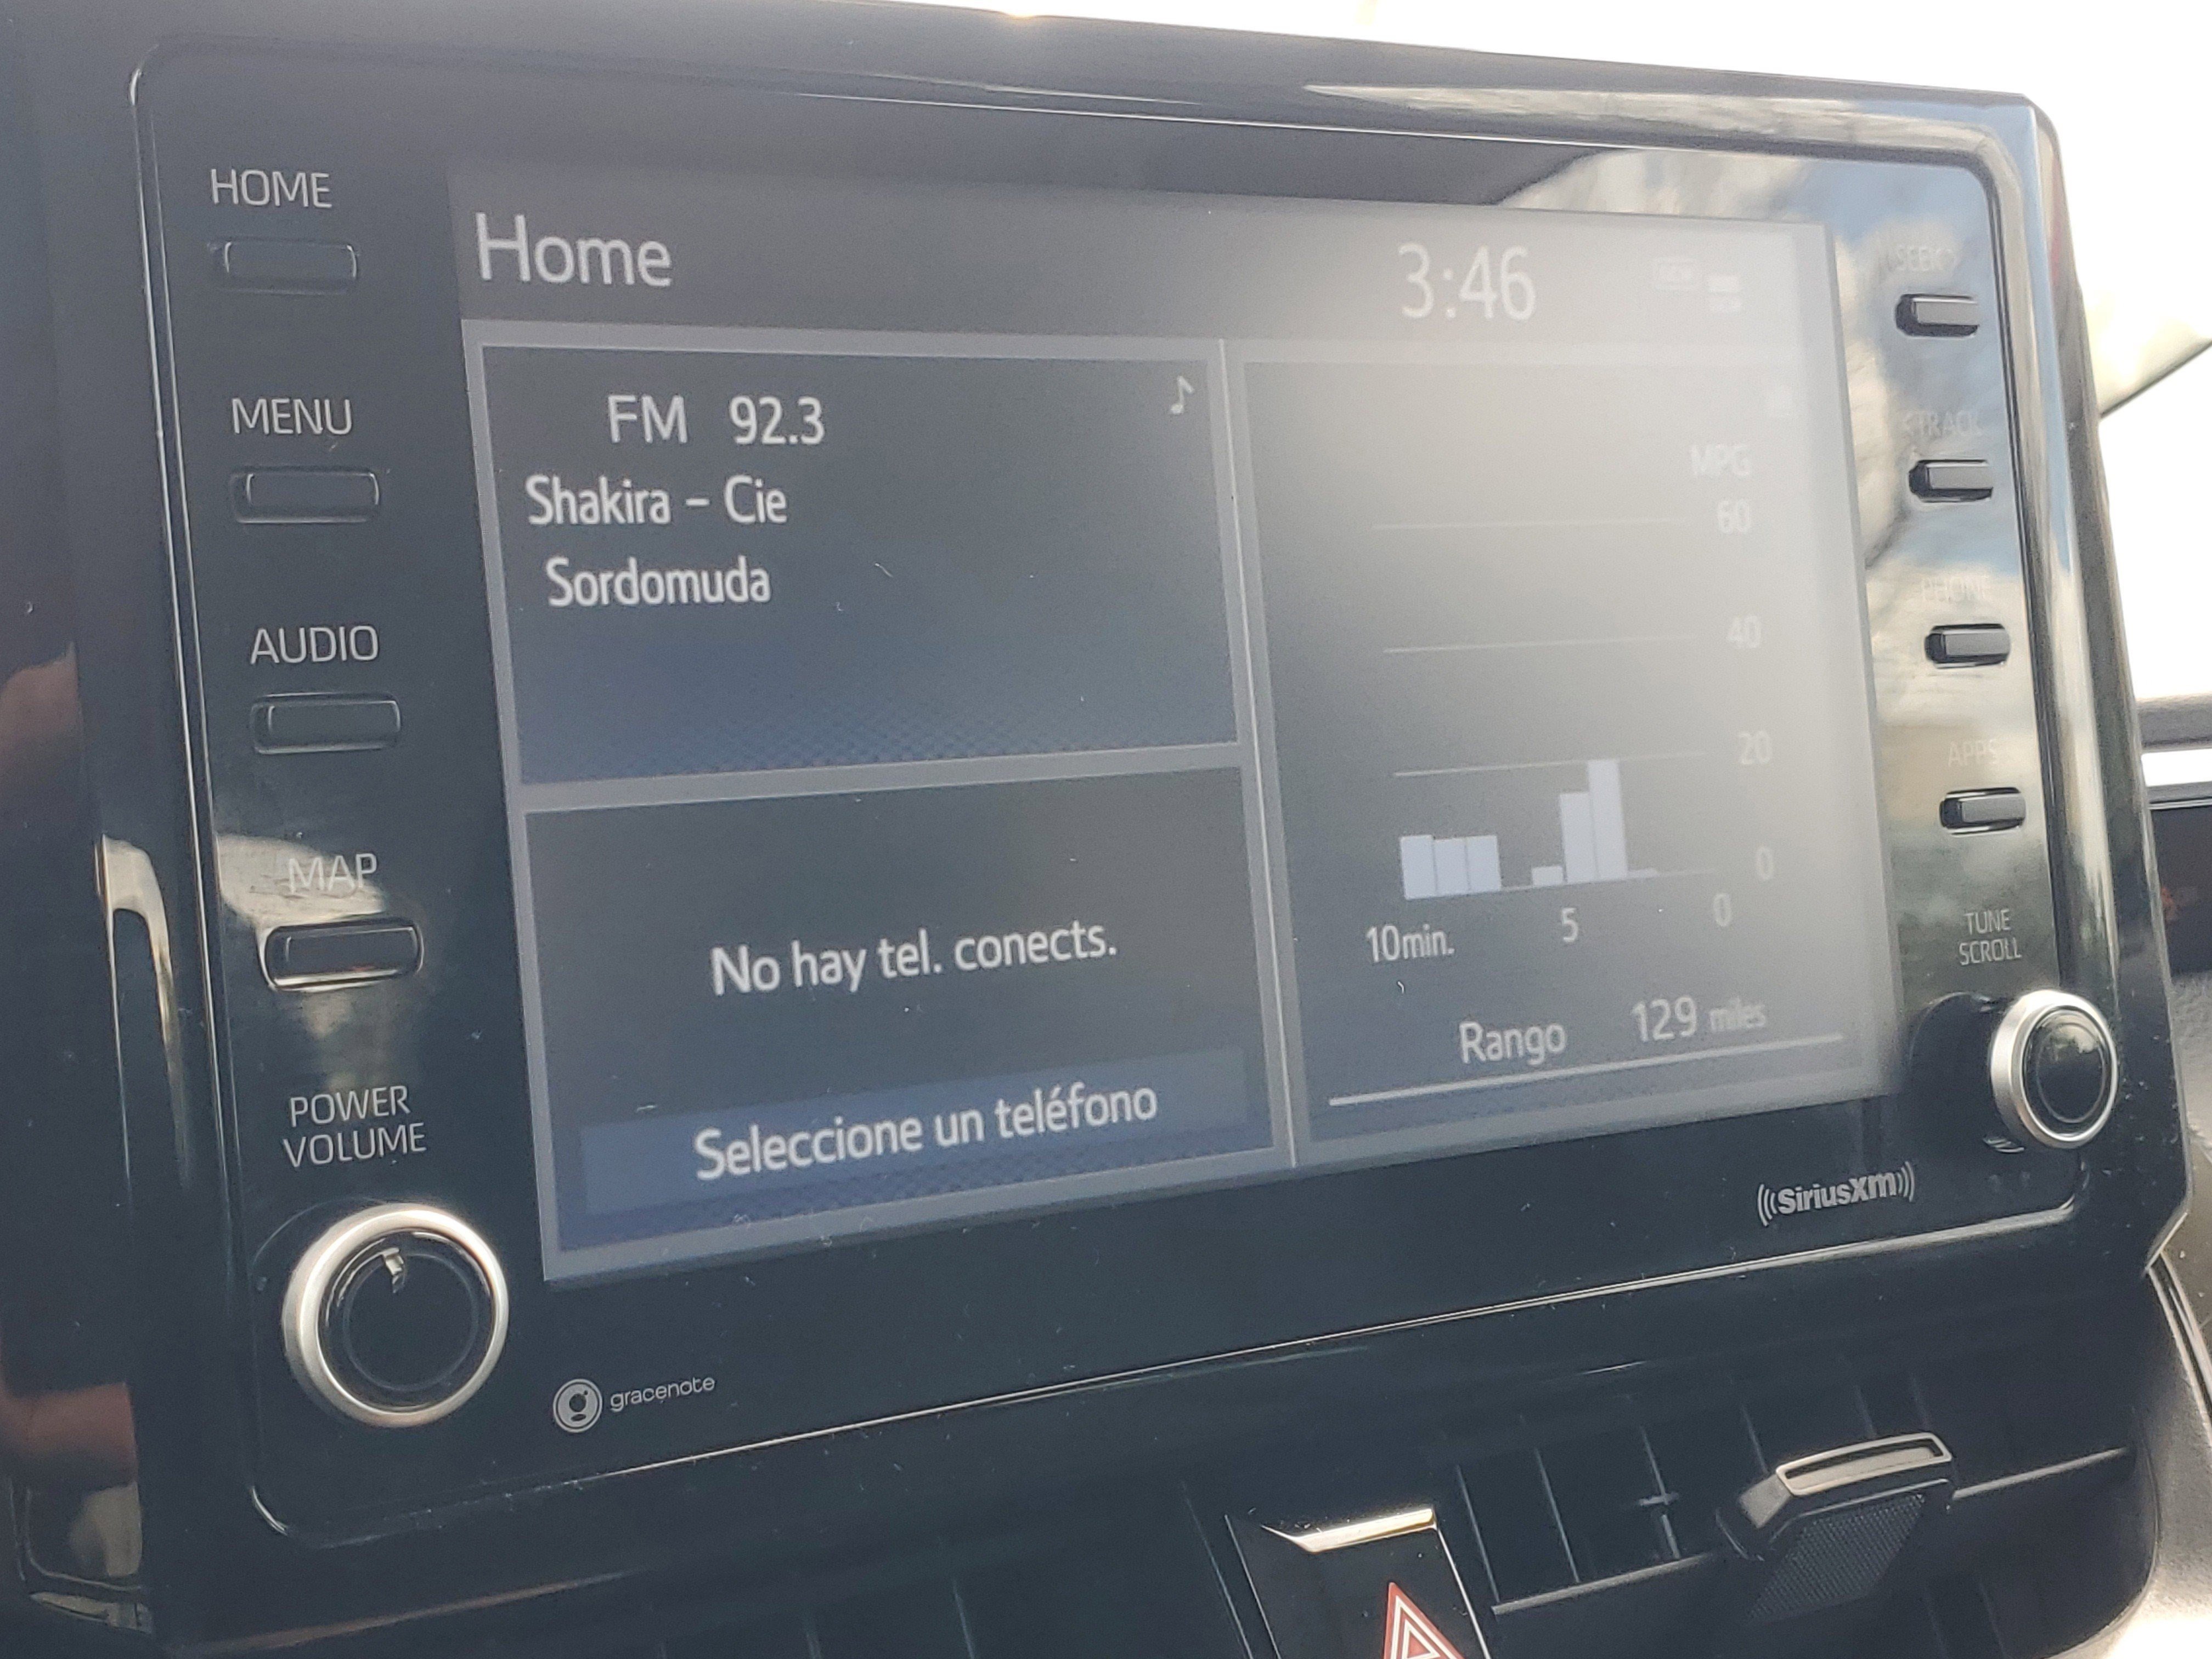 HOME
MENU
AUDIO
MAP
POWER
VOLUME
Home
3:46
FM 92.3
Shakira - Cie
Sordomuda
No hay tel. conects.
Seleccione un teléfono
MPG
60
40
20
0
10min. 5 0
Rango 129 miles
PHONE
APPS
TUNE
SCROLL
SiriusXm
gracenote